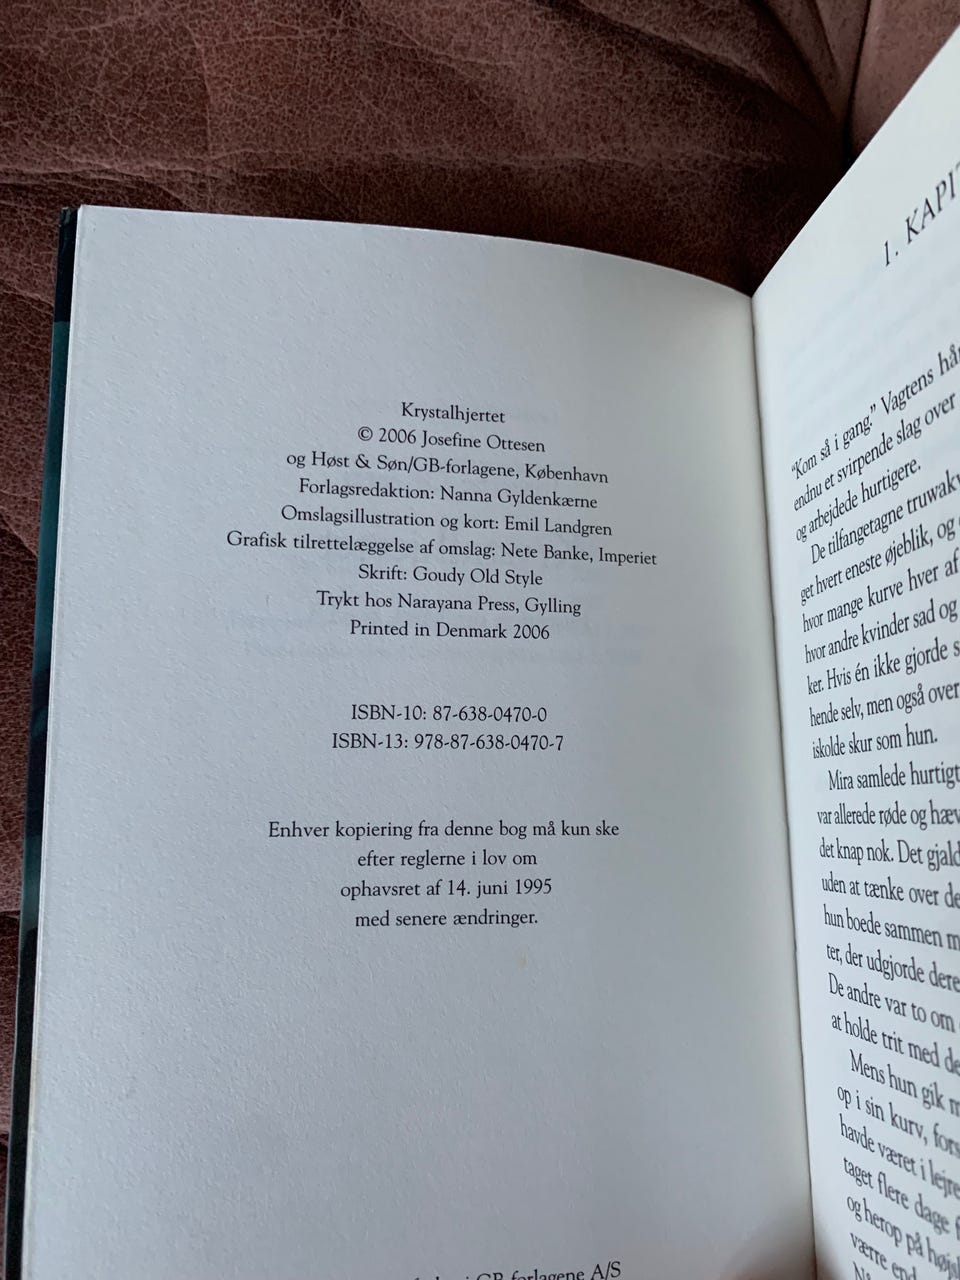 Krystalhjertet
© 2006 Josefine Ottesen
og Høst & Søn/GB-forlagene, København
Forlagsredaktion: Nanna Gyldenkærne
Omslagsillustration og kort: Emil Landgren
Grafisk tilrettelæggelse af omslag: Nete Banke, Imperiet
Skrift: Goudy Old Style
Trykt hos Narayana Press, Gylling
Printed in Denmark 2006
ISBN-10: 87-638-0470-0
ISBN-13: 978-87-638-0470-7
Enhver kopiering fra denne bog må kun ske
efter reglerne i lov om
ophavsret af 14. juni 1995
med senere ændringer.
GB-forlagene A/S
1.
"Kom så i gang." Vagtens
endnu et svirpende slag over
og arbejdede hurtigere.
De tilfangetagne
get hvert eneste øjeblik, og
hvor mange kurve hver af
hvor andre kvinder sad og
ker. Hvis én ikke gjorde
hende selv, men også over
iskolde skur som hun.
Mira samlede hurtigt
var allerede røde og
det knap nok. Det
uden at tænke over
hun boede sammen
ter, der udgjorde
De andre var to om
at holde trit med
Mens hun gik
op i sin kurv,
havde været i
taget flere dage
og herop på
værre